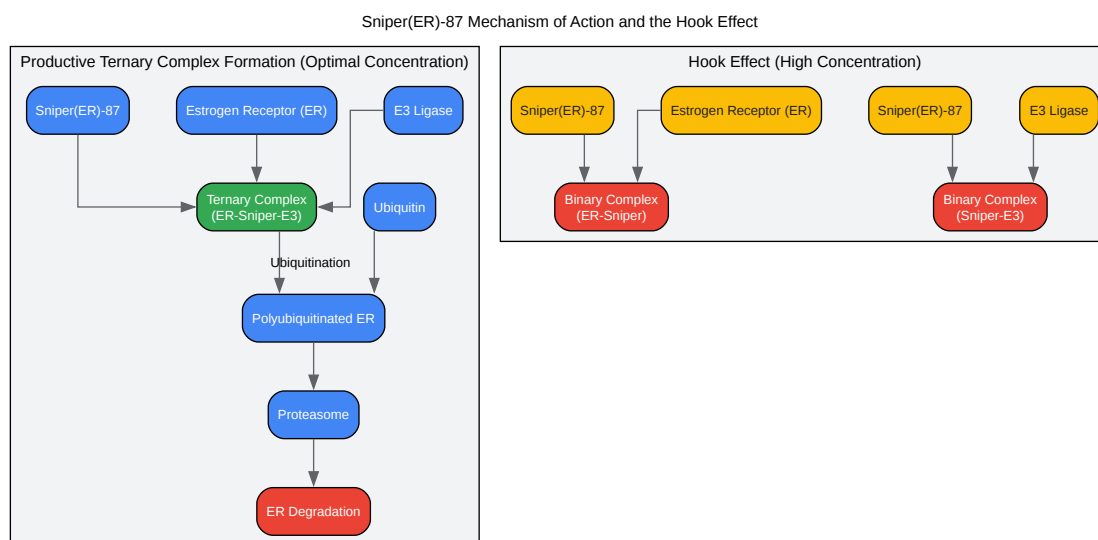 Sniper(ER)-87 Mechanism of Action and the Hook Effect
Productive Ternary Complex Formation (Optimal Concentration)
Sniper(ER)-87
Estrogen Receptor (ER)
E3 Ligase
Ternary Complex
(ER-Sniper-E3)
Ubiquitin
Ubiquitination
Polyubiquitinated ER
Proteasome
ER Degradation
Hook Effect (High Concentration)
Sniper(ER)-87
Estrogen Receptor (ER)
Sniper(ER)-87
E3 Ligase
Binary Complex
(ER-Sniper)
Binary Complex
(Sniper-E3)